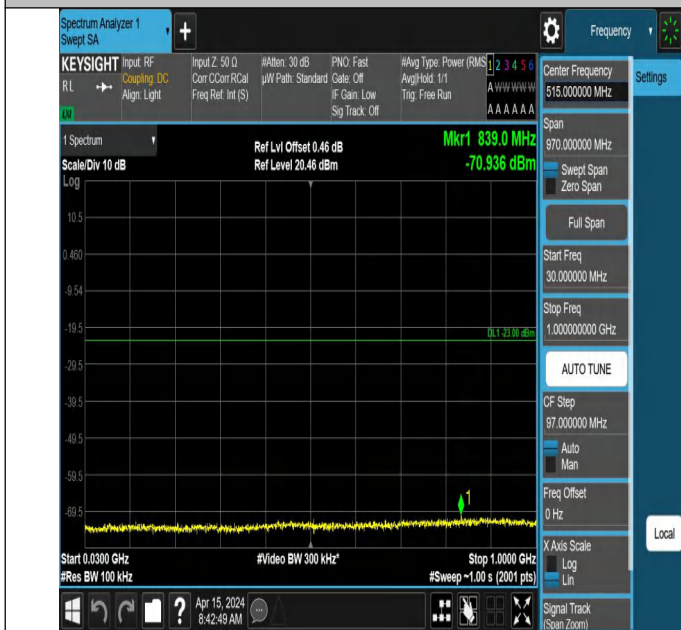 Spectrum Analyzer 1
Swept SA
+
Frequency
KEYSIGHT
RL
Input: RF
Coupling: DC
Align: Light
Input Z: 50 Ω
Corr CCorr RCal
Freq Ref: Int (S)
#Atten: 30 dB
µW Path: Standard
PNO: Fast
Gate: Off
IF Gain: Low
Sig Track: Off
#Avg Type: Power (RMS
Avg|Hold: 1/1
Trig: Free Run
1 2 3 4 5 6
A W W W W W
A A A A A A
1 Spectrum
Scale/Div 10 dB
Log
Ref Lvl Offset 0.46 dB
Ref Level 20.46 dBm
Mkr1 839.0 MHz
-70.936 dBm
10.5
0.460
-9.54
-19.5
-29.5
-39.5
-49.5
-59.5
-69.5
DL1 -23.00 dBm
1
Start 0.0300 GHz
#Res BW 100 kHz
#Video BW 300 kHz*
Stop 1.0000 GHz
#Sweep ~1.00 s (2001 pts)
?
Apr 15, 2024
8:42:49 AM
Center Frequency
515.000000 MHz
Settings
Span
970.000000 MHz
Swept Span
Zero Span
Full Span
Start Freq
30.000000 MHz
Stop Freq
1.000000000 GHz
AUTO TUNE
CF Step
97.000000 MHz
Auto
Man
Freq Offset
0 Hz
Local
X Axis Scale
Log
Lin
Signal Track
(Span Zoom)